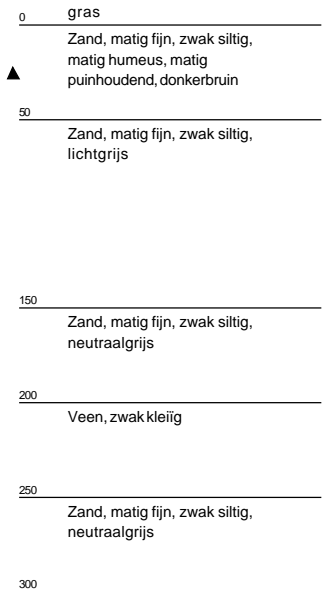 0 gras
Zand, matig fijn, zwak siltig,
matig humeus, matig
puinhoudend, donkerbruin
50
Zand, matig fijn, zwak siltig,
lichtgrijs
150
Zand, matig fijn, zwak siltig,
neutraalgrijs
200
Veen, zwak kleiïg
250
Zand, matig fijn, zwak siltig,
neutraalgrijs
300